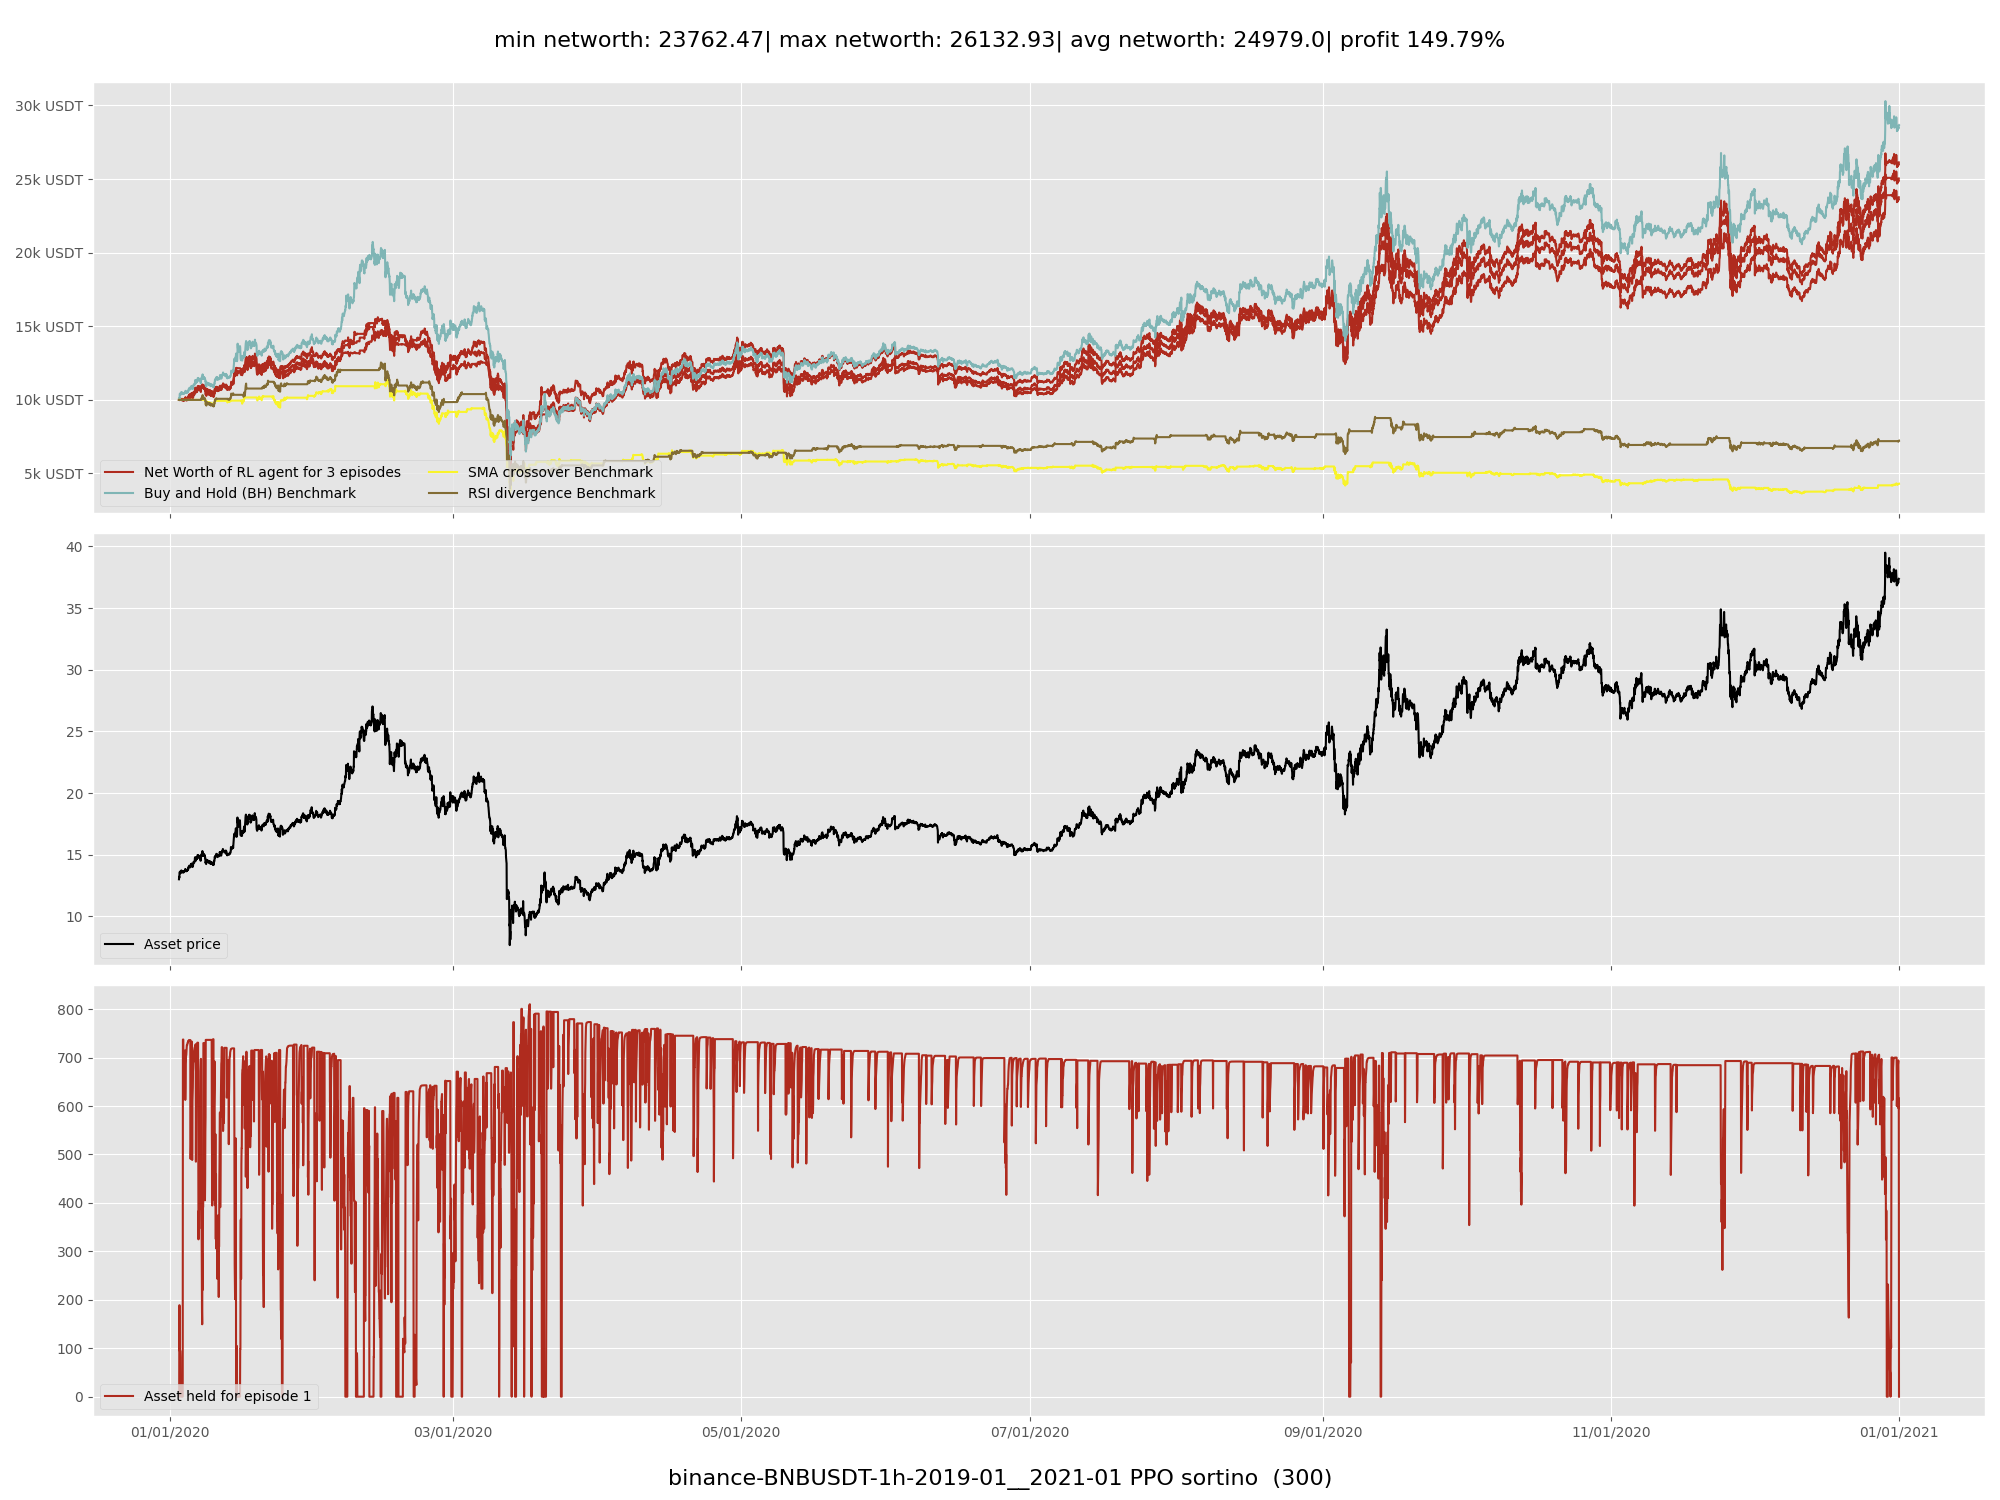 min networth: 23762.47| max networth: 26132.93| avg networth: 24979.0| profit 149.79%
30k USDT
25k USDT
20k USDT
15k USDT
10k USDT
5k USDT
Net Worth of RL agent for 3 episodes
Buy and Hold (BH) Benchmark
SMA crossover Benchmark
RSI divergence Benchmark
40
35
30
25
20
15
10
Asset price
800
700
600
500
400
300
200
100
0
Asset held for episode 1
01/01/2020 03/01/2020 05/01/2020 07/01/2020 09/01/2020 11/01/2020 01/01/2021
binance-BNBUSDT-1h-2019-01__2021-01 PPO sortino  (300)